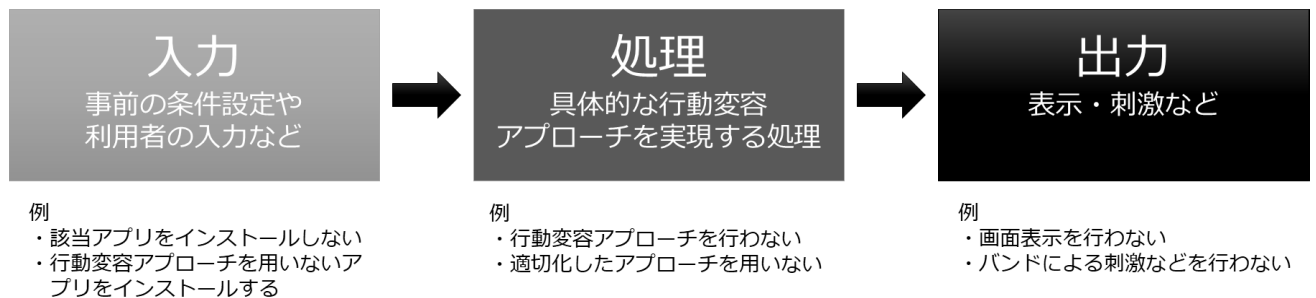 入力
事前の条件設定や
利用者の入力など
処理
具体的な行動変容
アプローチを実現する処理
出力
表示・刺激など
例
・該当アプリをインストールしない
・行動変容アプローチを用いないア
プリをインストールする
例
・行動変容アプローチを行わない
・適切化したアプローチを用いない
例
・画面表示を行わない
・バンドによる刺激などを行わない